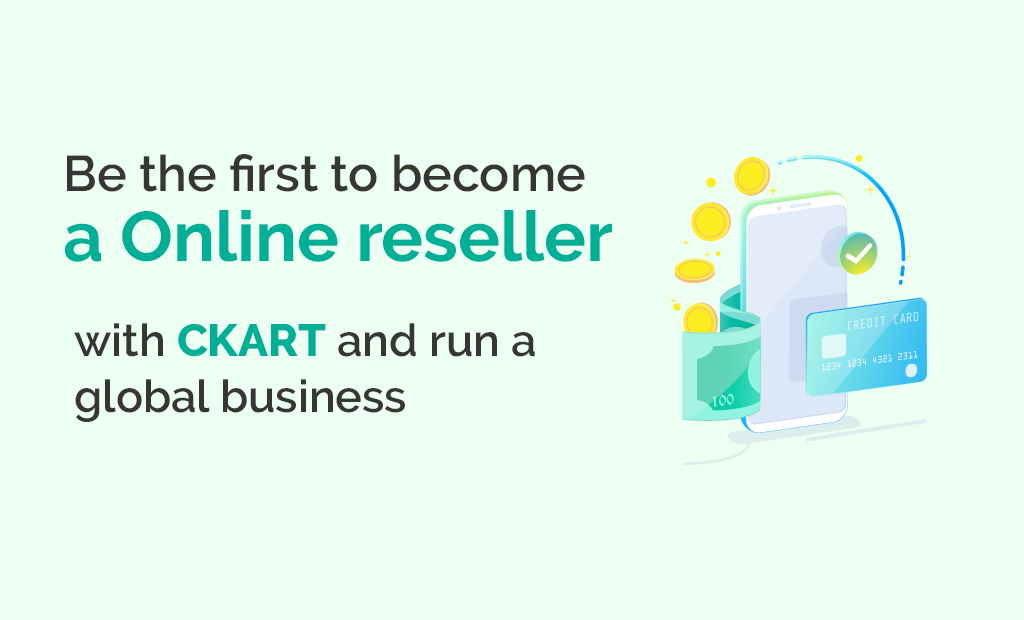 Be the first to become
a Online reseller
with CKART and run a
global business
CREDIT CARD
1234 1234 4321 2311
100